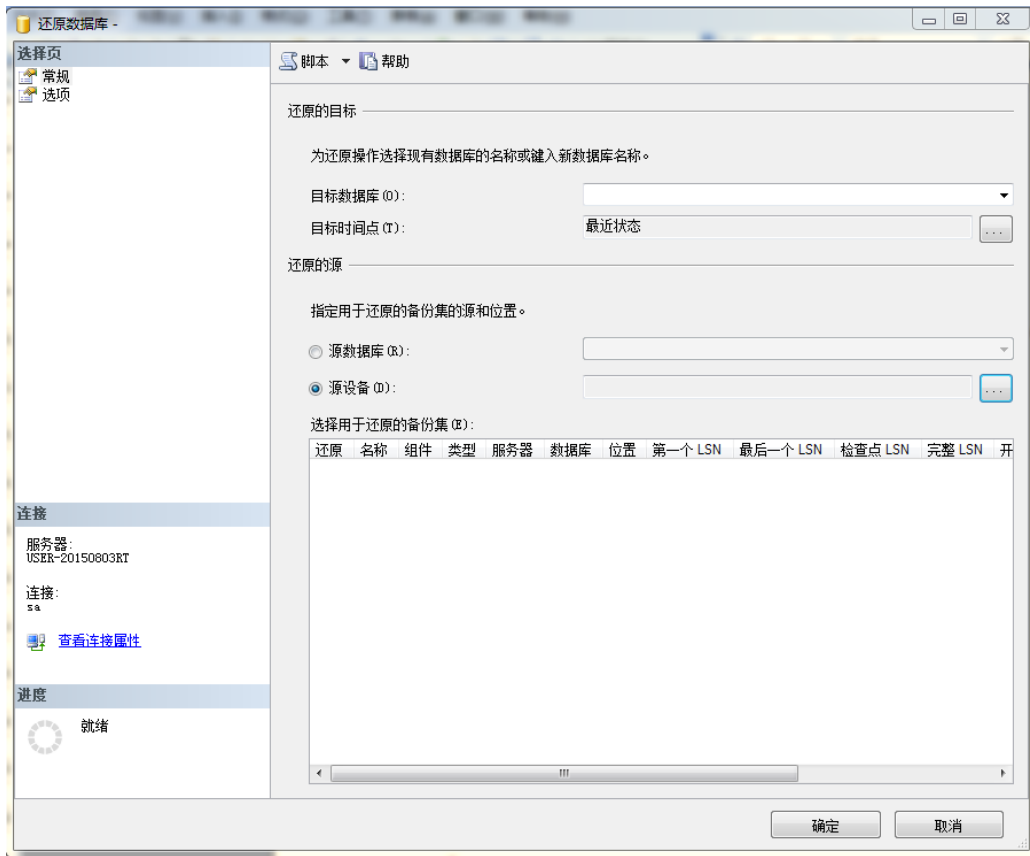 还原数据库 -
选择页
常规
选项
脚本 帮助
还原的目标
为还原操作选择现有数据库的名称或键入新数据库名称。
目标数据库(O):
目标时间点(T): 最近状态 ...
还原的源
指定用于还原的备份集的源和位置。
源数据库(R):
源设备(D): ...
选择用于还原的备份集(E):
还原 名称 组件 类型 服务器 数据库 位置 第一个 LSN 最后一个 LSN 检查点 LSN 完整 LSN 开
连接
服务器:
USER-20150803RT
连接:
sa
查看连接属性
进度
就绪
确定 取消